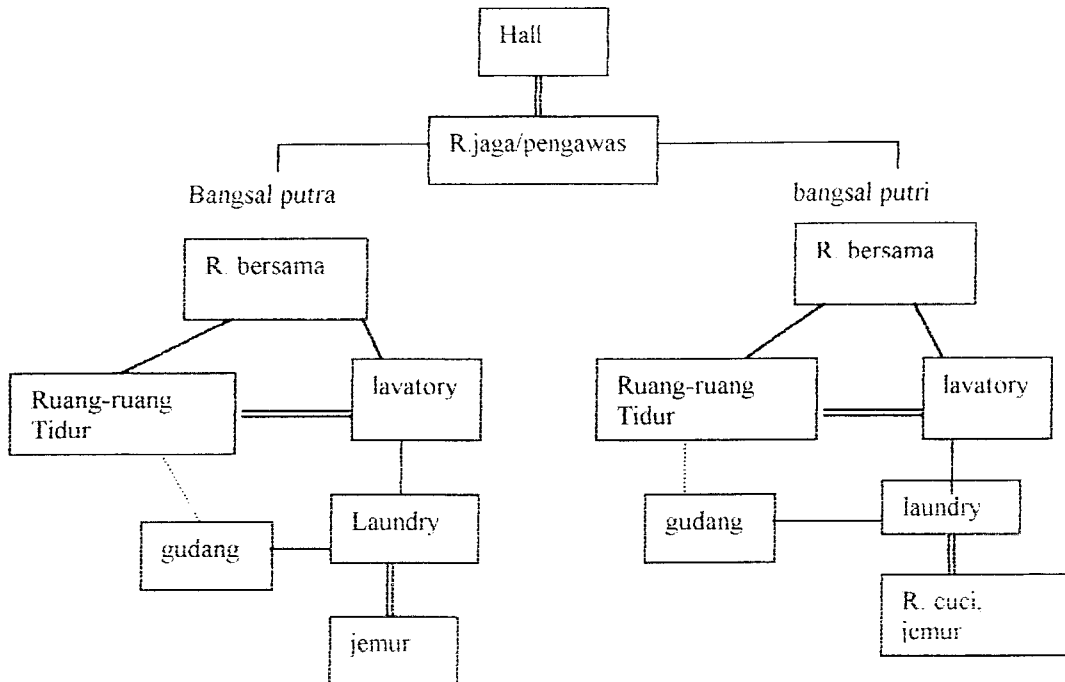 Hall
R.jaga/pengawas
Bangsal putra
bangsal putri
R. bersama
R. bersama
Ruang-ruang
Tidur
lavatory
Ruang-ruang
Tidur
lavatory
gudang
Laundry
gudang
laundry
jemur
R. cuci,
jemur